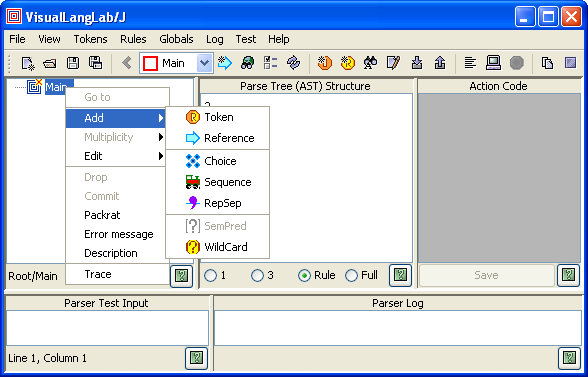 VisualLangLab/J
File View Tokens Rules Globals Log Test Help
Main
Parse Tree (AST) Structure
Action Code
Main
Go to
Add
Multiplicity
Edit
Drop
Commit
Packrat
Error message
Description
Trace
Token
Reference
Choice
Sequence
RepSep
SemPred
WildCard
?
Root/Main
?
1 3 Rule Full
?
Save
?
Parser Test Input
Parser Log
Line 1, Column 1
?
?